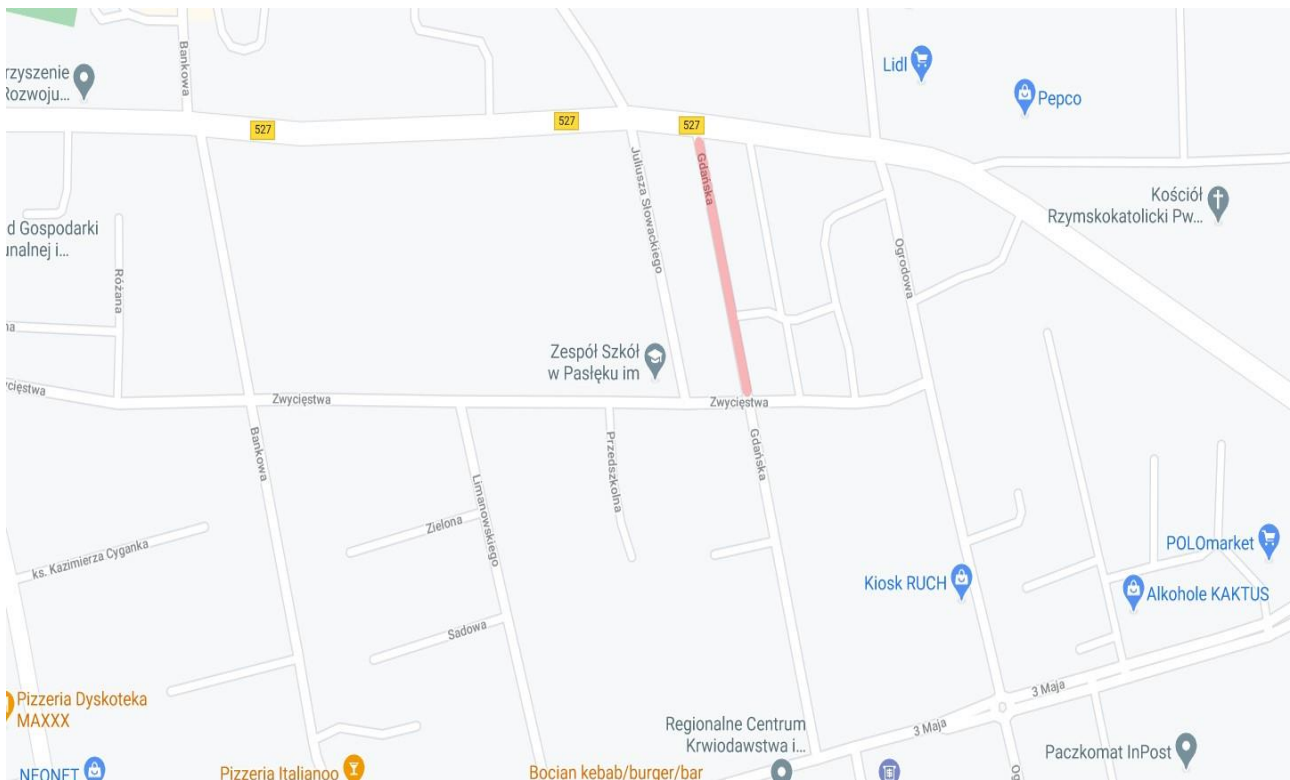 Bankowa
rzyszenie
Rozwoju...
Lidl
Pepco
527
527
527
Juliusza Słowackiego
Gdańska
Kościół
Rzymskokatolicki Pw...
d Gospodarki
unalnej i...
Różana
Ogrodowa
na
Zespół Szkół
w Pasłęku im
ycięstwa
Zwycięstwa
Zwycięstwa
Bankowa
Przedszkolna
Gdańska
Limanowskiego
Zielona
ks. Kazimierza Cyganka
POLOmarket
Kiosk RUCH
Alkohole KAKTUS
Sadowa
Pizzeria Dyskoteka
MAXXX
3 Maja
Regionalne Centrum
Krwiodawstwa i...
3 Maja
Paczkomat InPost
NEONET
Pizzeria Italianoo
Bocian kebab/burger/bar